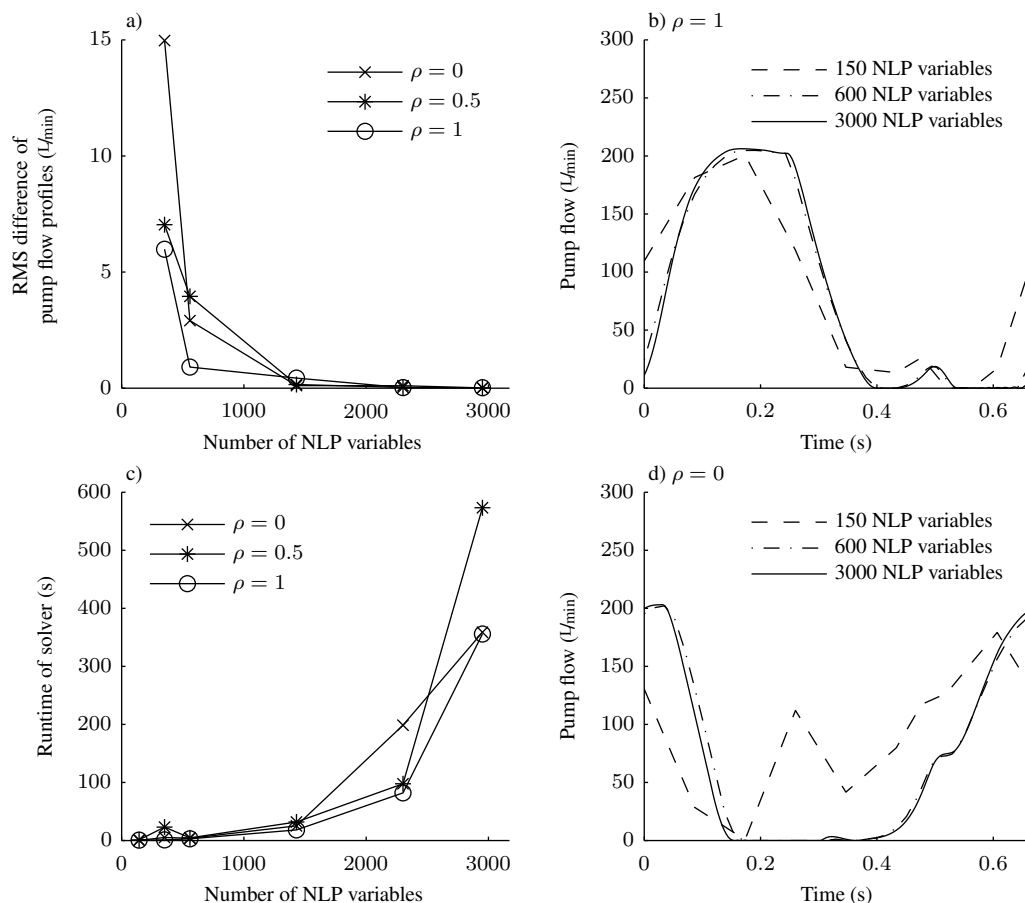 a)
15
10
5
0
RMS difference of
pump flow profiles (L/min)
ρ = 0
ρ = 0.5
ρ = 1
0
1000
2000
3000
Number of NLP variables
b) ρ = 1
300
250
200
150
100
50
0
Pump flow (L/min)
150 NLP variables
600 NLP variables
3000 NLP variables
0
0.2
0.4
0.6
Time (s)
c)
600
500
400
300
200
100
0
Runtime of solver (s)
ρ = 0
ρ = 0.5
ρ = 1
0
1000
2000
3000
Number of NLP variables
d) ρ = 0
300
250
200
150
100
50
0
Pump flow (L/min)
150 NLP variables
600 NLP variables
3000 NLP variables
0
0.2
0.4
0.6
Time (s)